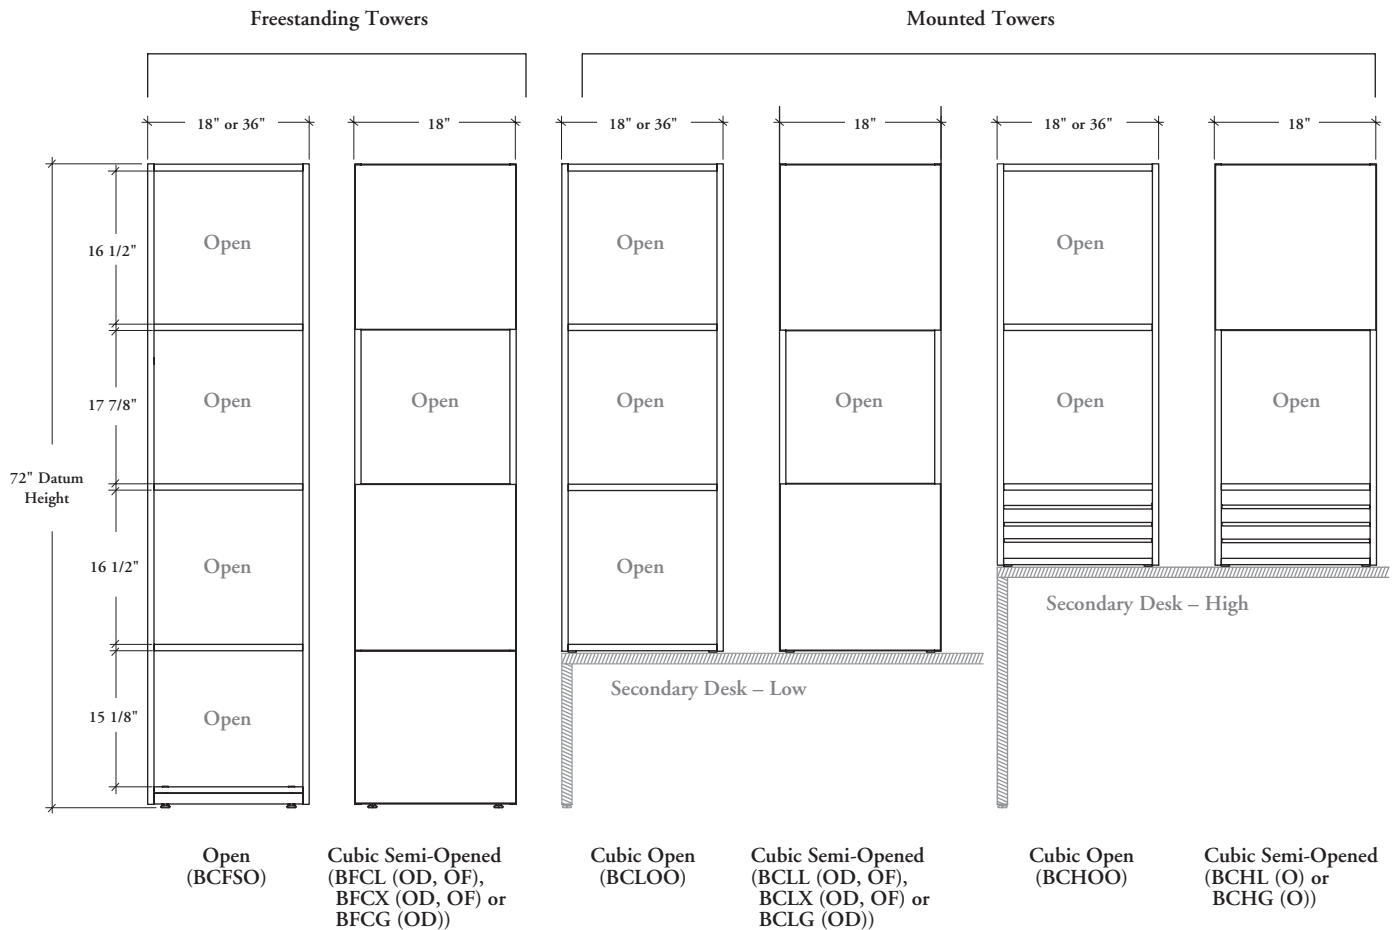 Freestanding Towers
Mounted Towers
18" or 36"
18"
18" or 36"
18"
18" or 36"
18"
16 1/2"
17 7/8"
16 1/2"
15 1/8"
72" Datum
Height
Open
Open
Open
Open
Open
Open
Open
Open
Open
Open
Open
Open
Secondary Desk – Low
Secondary Desk – High
Open
(BCFSO)
Cubic Semi-Opened
(BFCL (OD, OF),
BFCX (OD, OF) or
BFCG (OD))
Cubic Open
(BCLOO)
Cubic Semi-Opened
(BCLL (OD, OF),
BCLX (OD, OF) or
BCLG (OD))
Cubic Open
(BCHOO)
Cubic Semi-Opened
(BCHL (O) or
BCHG (O))